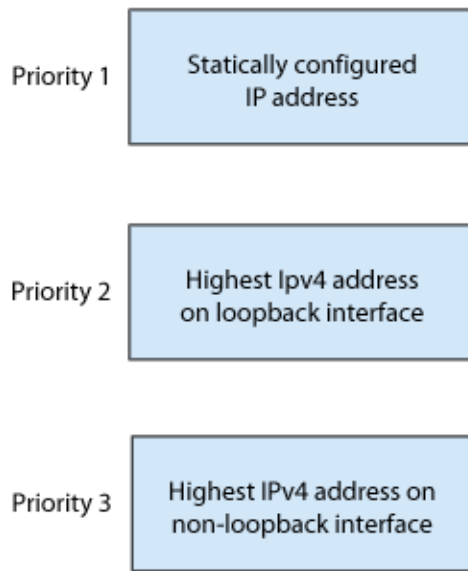 Priority 1
Statically configured
IP address
Priority 2
Highest Ipv4 address
on loopback interface
Priority 3
Highest IPv4 address on
non-loopback interface